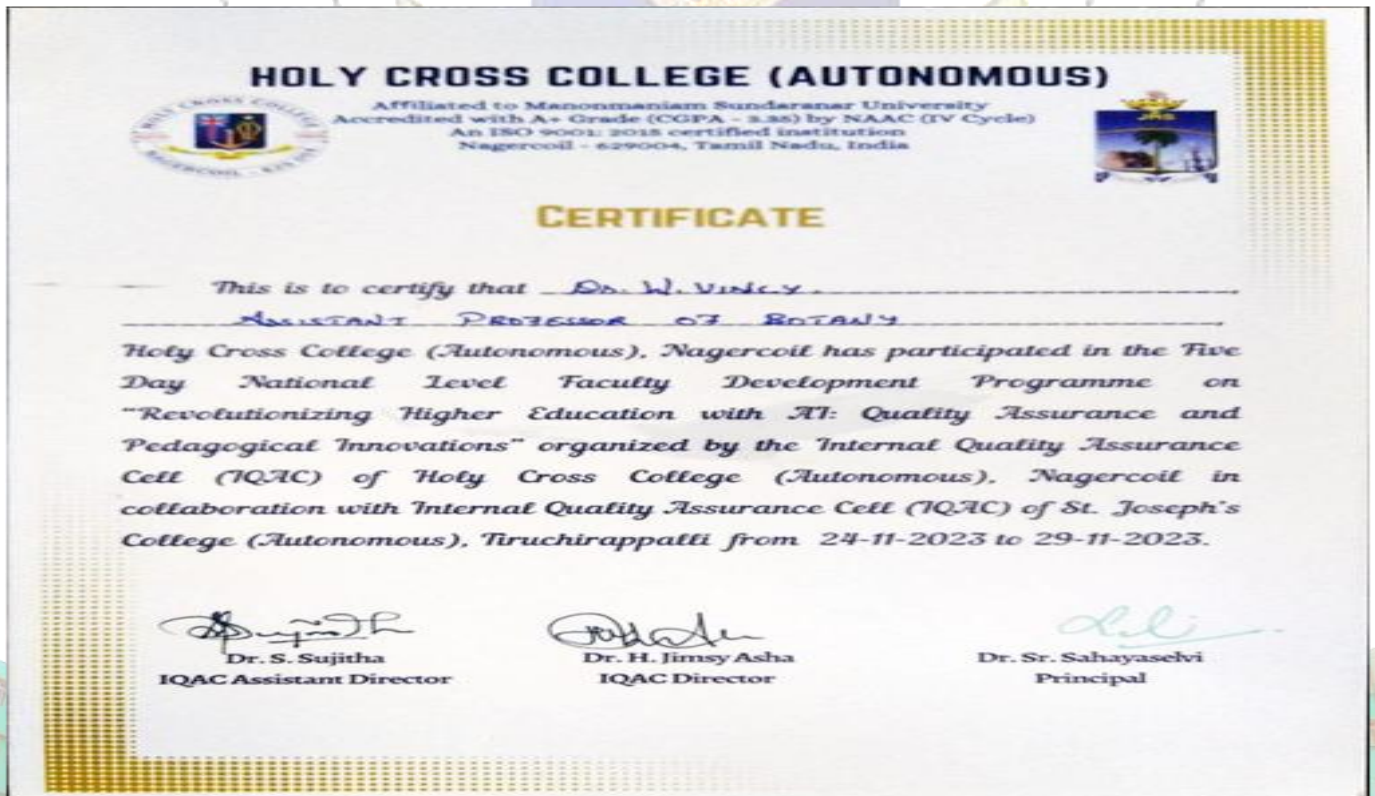 HOLY CROSS COLLEGE (AUTONOMOUS)
Affiliated to Manonmaniam Sundaranar University
Accredited with A+ Grade (CGPA - 3.35) by NAAC (IV Cycle)
An ISO 9001: 2015 certified institution
Nagercoil - 629004, Tamil Nadu, India
HOLY CROSS COLLEGE
NAGERCOIL
JHS
CERTIFICATE
This is to certify that Dr. W. VINCY.
ASSISTANT PROFESSOR OF BOTANY
Holy Cross College (Autonomous), Nagercoil has participated in the Five
Day National Level Faculty Development Programme on
"Revolutionizing Higher Education with AI: Quality Assurance and
Pedagogical Innovations" organized by the Internal Quality Assurance
Cell (IQAC) of Holy Cross College (Autonomous), Nagercoil in
collaboration with Internal Quality Assurance Cell (IQAC) of St. Joseph's
College (Autonomous), Tiruchirappalli from 24-11-2023 to 29-11-2023.
Dr. S. Sujitha
IQAC Assistant Director
Dr. H. Jimsy Asha
IQAC Director
Dr. Sr. Sahayaselvi
Principal